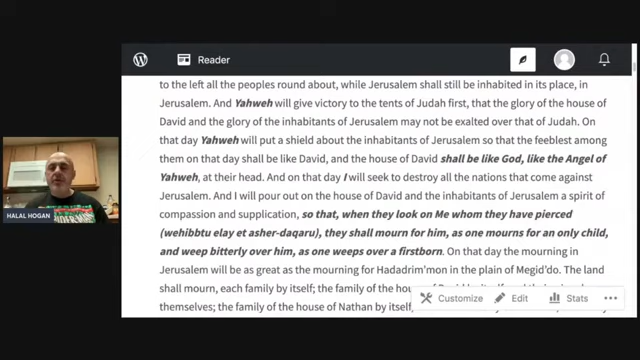 Reader
to the left all the peoples round about, while Jerusalem shall still be inhabited in its place, in
Jerusalem. And Yahweh will give victory to the tents of Judah first, that the glory of the house of
David and the glory of the inhabitants of Jerusalem may not be exalted over that of Judah. On
that day Yahweh will put a shield about the inhabitants of Jerusalem so that the feeblest among
them on that day shall be like David, and the house of David shall be like God, like the Angel of
Yahweh, at their head. And on that day I will seek to destroy all the nations that come against
Jerusalem. And I will pour out on the house of David and the inhabitants of Jerusalem a spirit of
compassion and supplication, so that, when they look on Me whom they have pierced
(wehibbtu elay et asher-daqaru), they shall mourn for him, as one mourns for an only child,
and weep bitterly over him, as one weeps over a firstborn. On that day the mourning in
Jerusalem will be as great as the mourning for Hadadrim'mon in the plain of Megid'do. The land
shall mourn, each family by itself; the family of the
themselves; the family of the house of Nathan by itself,
Customize Edit Stats
HALAL HOGAN